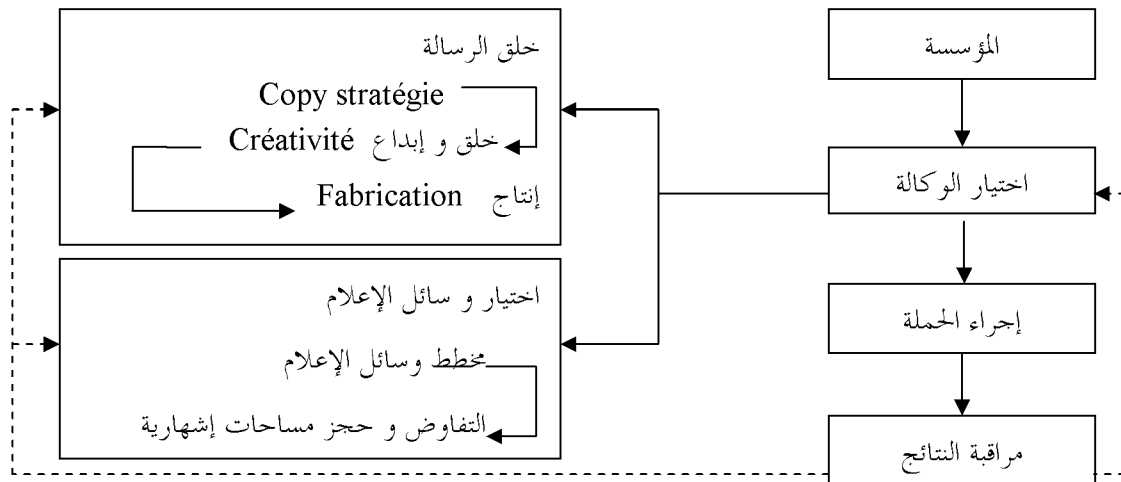 المؤسسة
اختيار الوكالة
إجراء الحملة
مراقبة النتائج
خلق الرسالة
Copy stratégie
خلق و إبداع Créativité
إنتاج Fabrication
اختيار و سائل الإعلام
مخطط وسائل الإعلام
التفاوض و حجز مساحات إشهارية